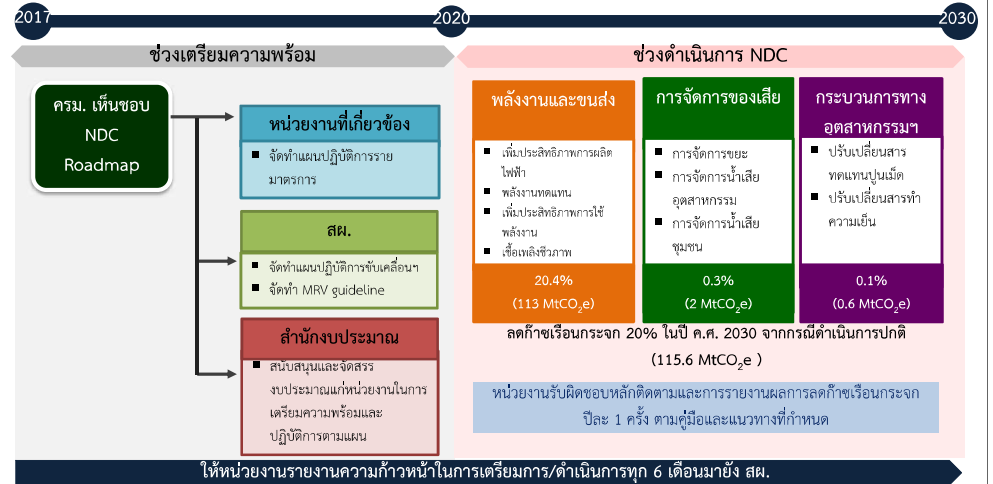 2017
2020
2030
ช่วงเตรียมความพร้อม
ช่วงดำเนินการ NDC
ครม. เห็นชอบ
NDC
Roadmap
หน่วยงานที่เกี่ยวข้อง
▪ จัดทำแผนปฏิบัติการราย
มาตรการ
สผ.
▪ จัดทำแผนปฏิบัติการขับเคลื่อนฯ
▪ จัดทำ MRV guideline
สำนักงบประมาณ
▪ สนับสนุนและจัดสรร
งบประมาณแก่หน่วยงานในการ
เตรียมความพร้อมและ
ปฏิบัติการตามแผน
พลังงานและขนส่ง
▪ เพิ่มประสิทธิภาพการผลิต
ไฟฟ้า
▪ พลังงานทดแทน
▪ เพิ่มประสิทธิภาพการใช้
พลังงาน
▪ เชื้อเพลิงชีวภาพ
20.4%
(113 MtCO₂e)
การจัดการของเสีย
▪ การจัดการขยะ
▪ การจัดการน้ำเสีย
อุตสาหกรรม
▪ การจัดการน้ำเสีย
ชุมชน
0.3%
(2 MtCO₂e)
กระบวนการทาง
อุตสาหกรรมฯ
▪ ปรับเปลี่ยนสาร
ทดแทนปูนเม็ด
▪ ปรับเปลี่ยนสารทำ
ความเย็น
0.1%
(0.6 MtCO₂e)
ลดก๊าซเรือนกระจก 20% ในปี ค.ศ. 2030 จากกรณีดำเนินการปกติ
(115.6 MtCO₂e )
หน่วยงานรับผิดชอบหลักติดตามและการรายงานผลการลดก๊าซเรือนกระจก
ปีละ 1 ครั้ง ตามคู่มือและแนวทางที่กำหนด
ให้หน่วยงานรายงานความก้าวหน้าในการเตรียมการ/ดำเนินการทุก 6 เดือนมายัง สผ.